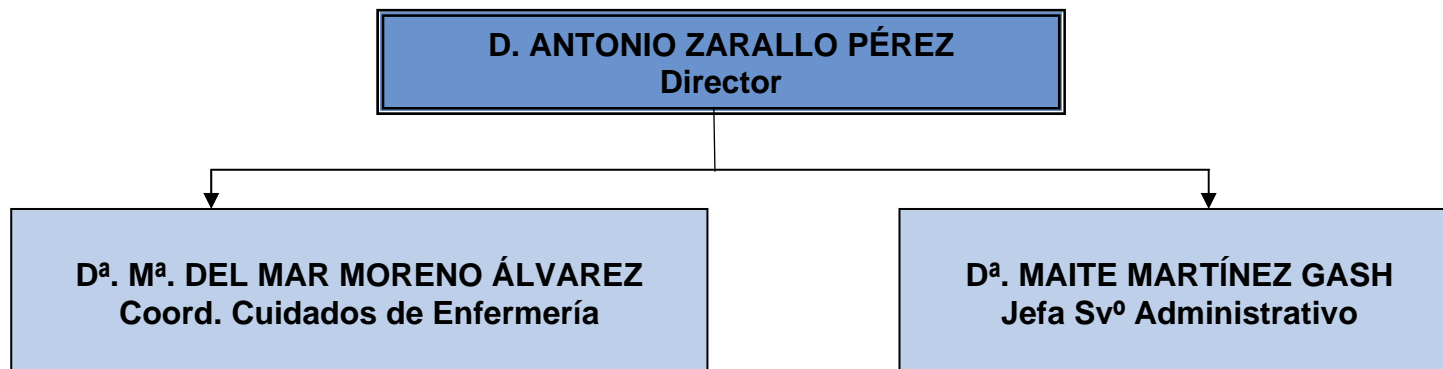 D. ANTONIO ZARALLO PÉREZ
Director
Dª. Mª. DEL MAR MORENO ÁLVAREZ
Coord. Cuidados de Enfermería
Dª. MAITE MARTÍNEZ GASH
Jefa Svº Administrativo